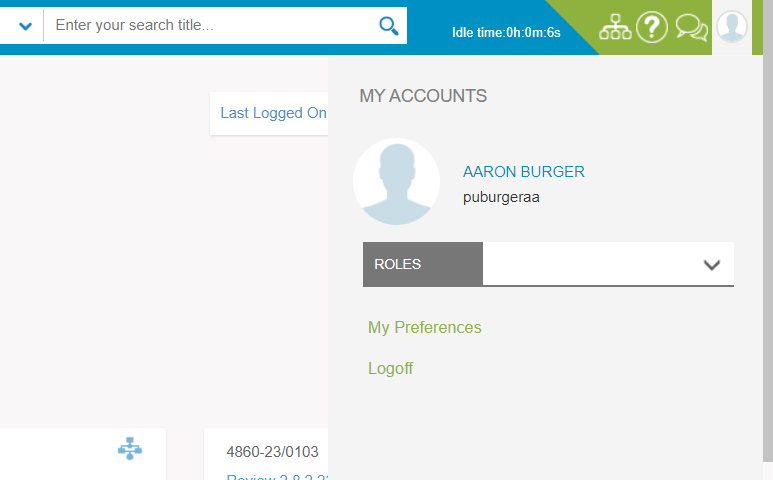 Enter your search title...
Idle time:0h:0m:6s
MY ACCOUNTS
Last Logged On
AARON BURGER
puburgeraa
ROLES
My Preferences
Logoff
4860-23/0103
Review